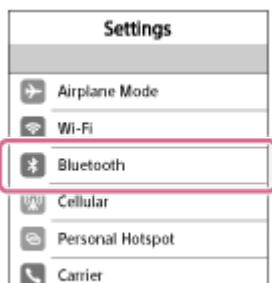 Settings
Airplane Mode
Wi-Fi
Bluetooth
Cellular
Personal Hotspot
Carrier